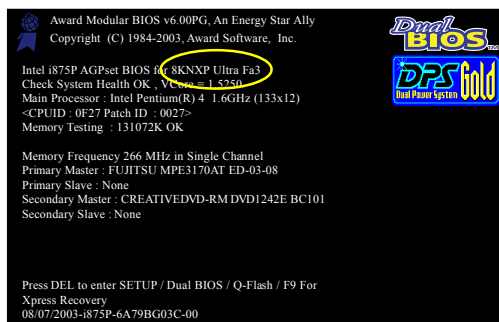 Award Modular BIOS v6.00PG, An Energy Star Ally
Copyright (C) 1984-2003, Award Software, Inc.
Dual
BIOS TM
Intel i875P AGPset BIOS for 8KNXP Ultra Fa3
Check System Health OK , VCore = 1.5250
Main Processor : Intel Pentium(R) 4 1.6GHz (133x12)
<CPUID : 0F27 Patch ID : 0027>
Memory Testing : 131072K OK
DPS Gold
Dual Power System
Memory Frequency 266 MHz in Single Channel
Primary Master : FUJITSU MPE3170AT ED-03-08
Primary Slave : None
Secondary Master : CREATIVEDVD-RM DVD1242E BC101
Secondary Slave : None
Press DEL to enter SETUP / Dual BIOS / Q-Flash / F9 For
Xpress Recovery
08/07/2003-i875P-6A79BG03C-00